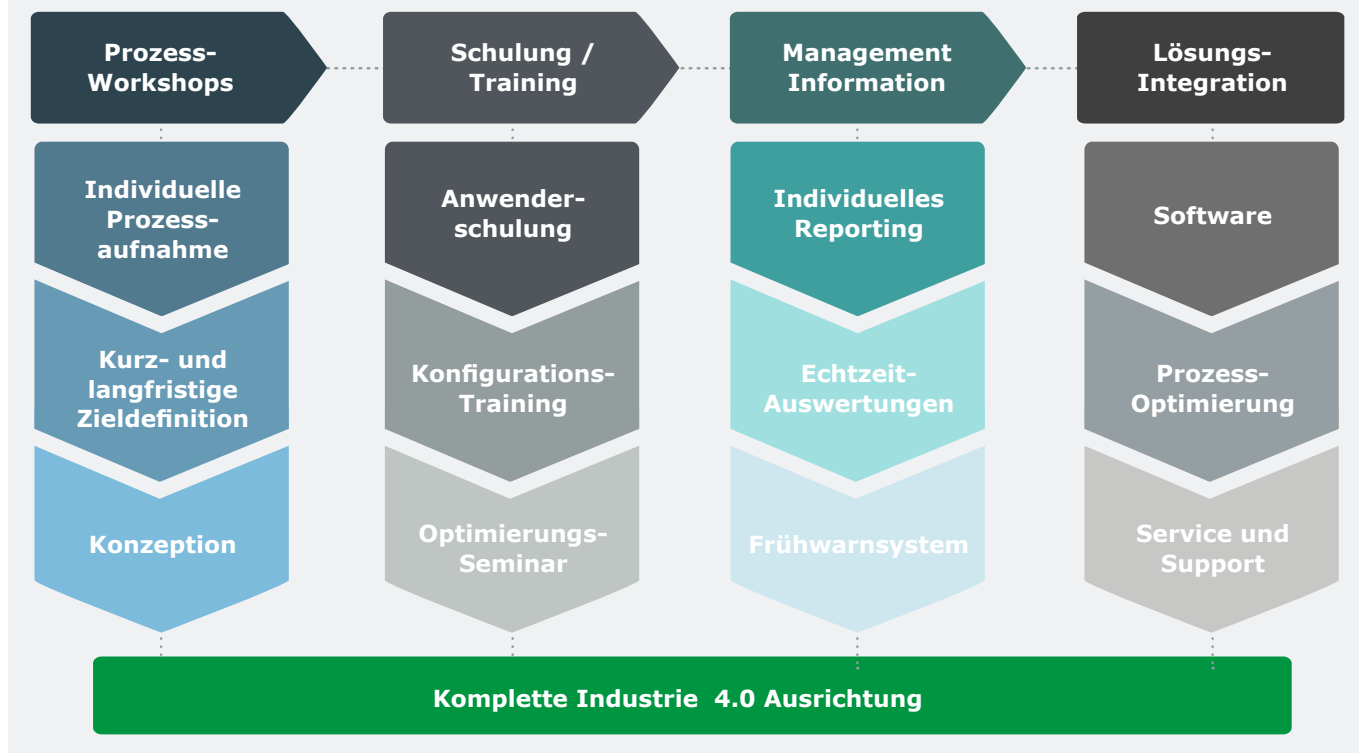 Prozess-
Workshops
Schulung /
Training
Management
Information
Lösungs-
Integration
Individuelle
Prozess-
aufnahme
Anwender-
schulung
Individuelles
Reporting
Software
Kurz- und
langfristige
Zieldefinition
Konfigurations-
Training
Echtzeit-
Auswertungen
Prozess-
Optimierung
Konzeption
Optimierungs-
Seminar
Frühwarnsystem
Service und
Support
Komplette Industrie  4.0 Ausrichtung